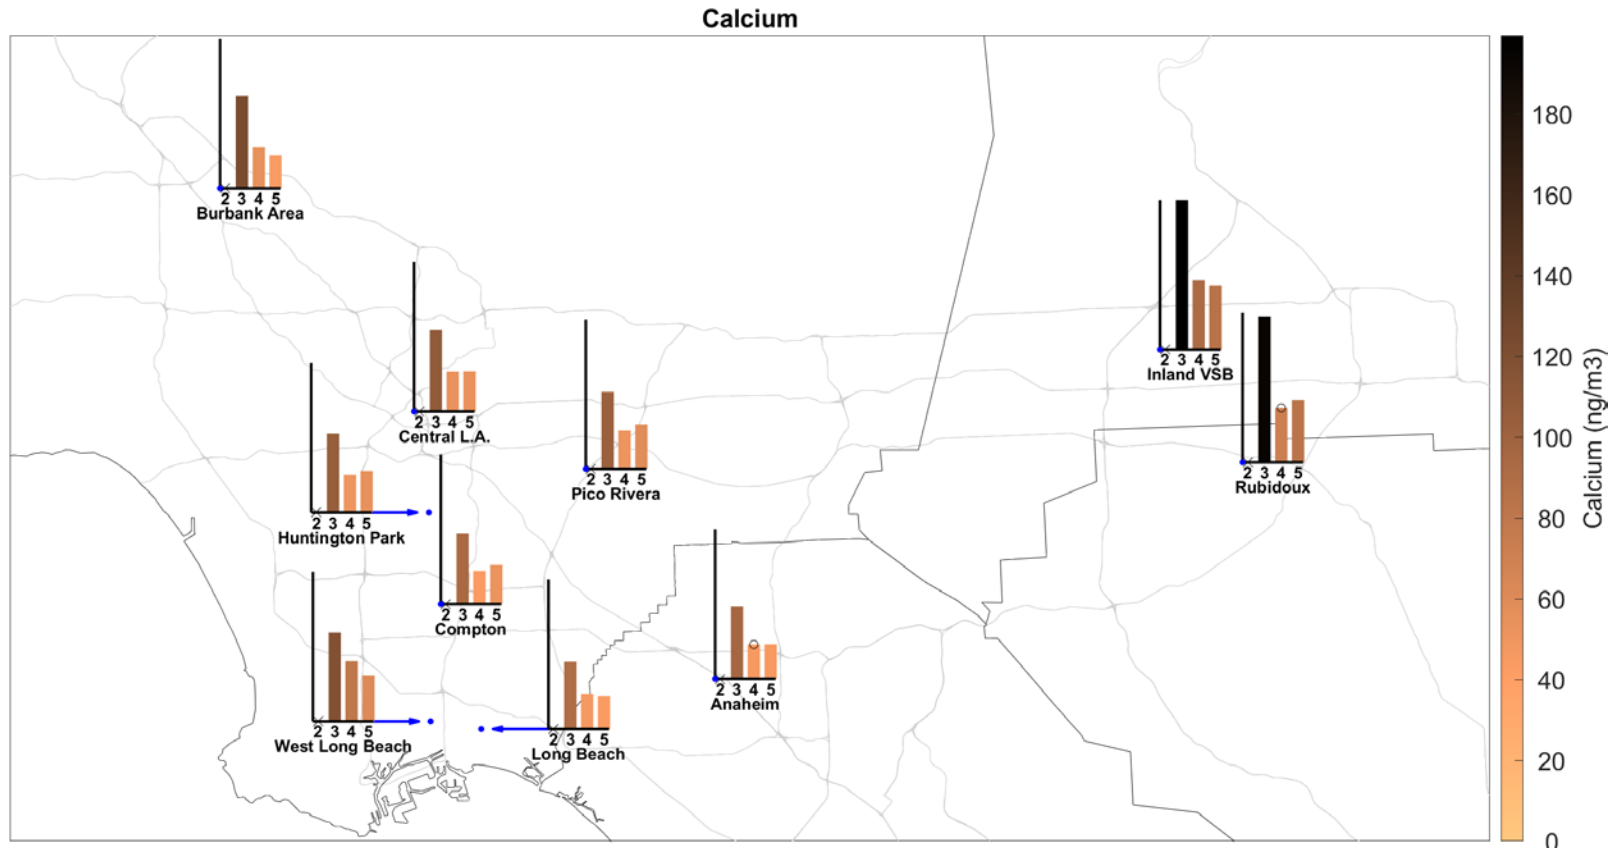 Calcium
2 3 4 5
Burbank Area
2 3 4 5
Central L.A.
2 3 4 5
Huntington Park
2 3 4 5
Pico Rivera
2 3 4 5
Inland VSB
2 3 4 5
Rubidoux
2 3 4 5
Compton
2 3 4 5
West Long Beach
2 3 4 5
Long Beach
2 3 4 5
Anaheim
180
160
140
120
100
80
60
40
20
0
Calcium (ng/m3)